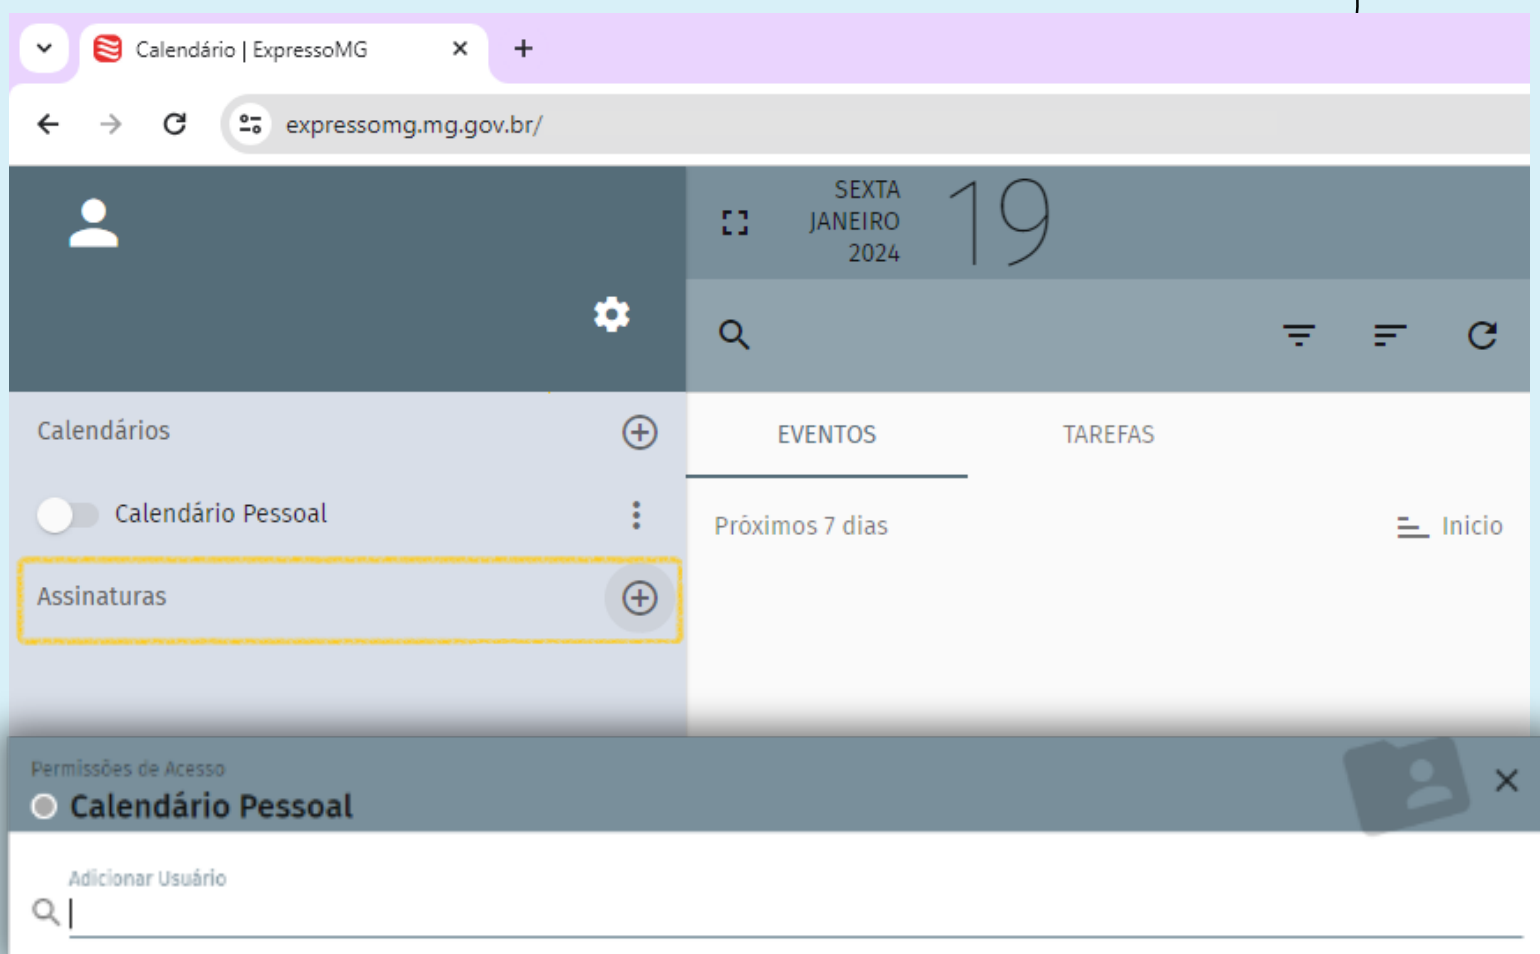 Calendário | ExpressoMG
expressomg.mg.gov.br/
SEXTA
JANEIRO
2024
19
Calendários
EVENTOS
TAREFAS
Calendário Pessoal
Próximos 7 dias
Inicio
Assinaturas
Permissões de Acesso
Calendário Pessoal
Adicionar Usuário